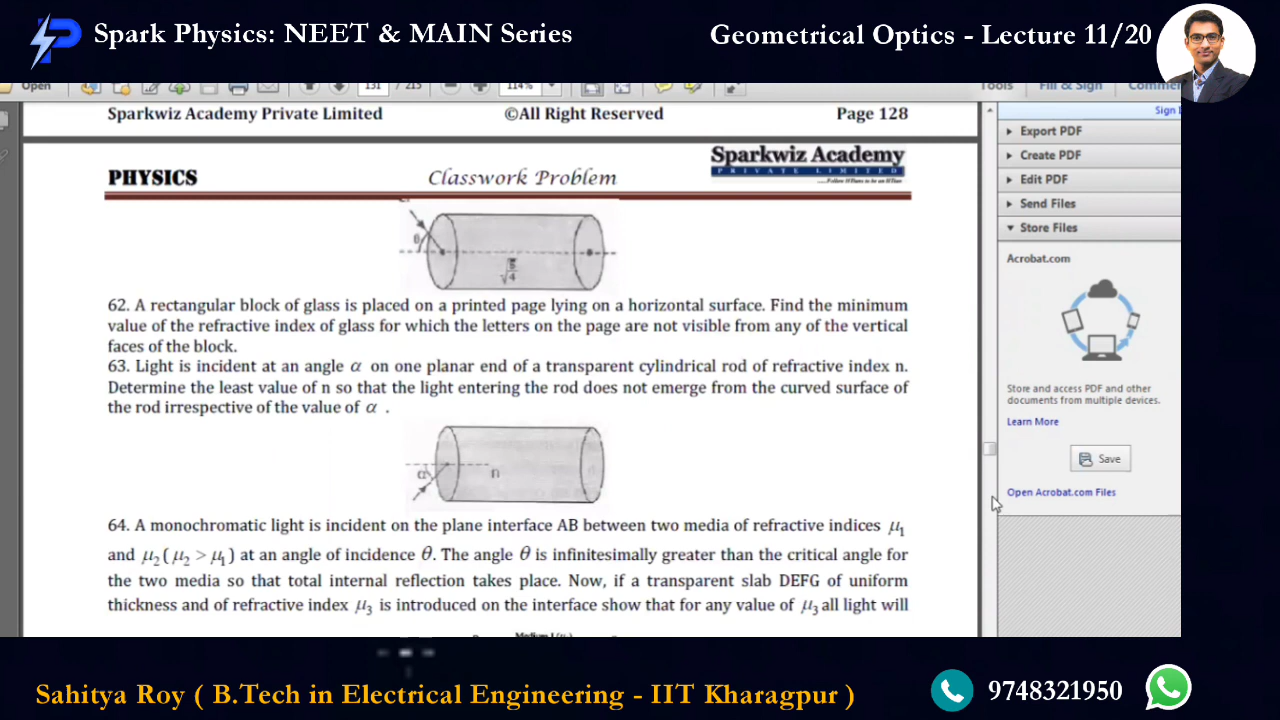 Spark Physics: NEET & MAIN Series
Geometrical Optics - Lecture 11/20
Open
131 / 215
114%
Tools
Fill & Sign
Sparkwiz Academy Private Limited
©All Right Reserved
Page 128
Sign
PHYSICS
Classwork Problem
Sparkwiz Academy
PRIVATE LIMITED
Export PDF
Create PDF
Edit PDF
Send Files
Store Files
Acrobat.com
θ
62. A rectangular block of glass is placed on a printed page lying on a horizontal surface. Find the minimum
value of the refractive index of glass for which the letters on the page are not visible from any of the vertical
faces of the block.
63. Light is incident at an angle α on one planar end of a transparent cylindrical rod of refractive index n.
Determine the least value of n so that the light entering the rod does not emerge from the curved surface of
the rod irrespective of the value of α .
α
n
Store and access PDF and other
documents from multiple devices.
Learn More
Save
Open Acrobat.com Files
64. A monochromatic light is incident on the plane interface AB between two media of refractive indices μ₁
and μ₂ ( μ₂ > μ₁ ) at an angle of incidence θ. The angle θ is infinitesimally greater than the critical angle for
the two media so that total internal reflection takes place. Now, if a transparent slab DEFG of uniform
thickness and of refractive index μ₃ is introduced on the interface show that for any value of μ₃ all light will
Sahitya Roy ( B.Tech in Electrical Engineering - IIT Kharagpur )
9748321950